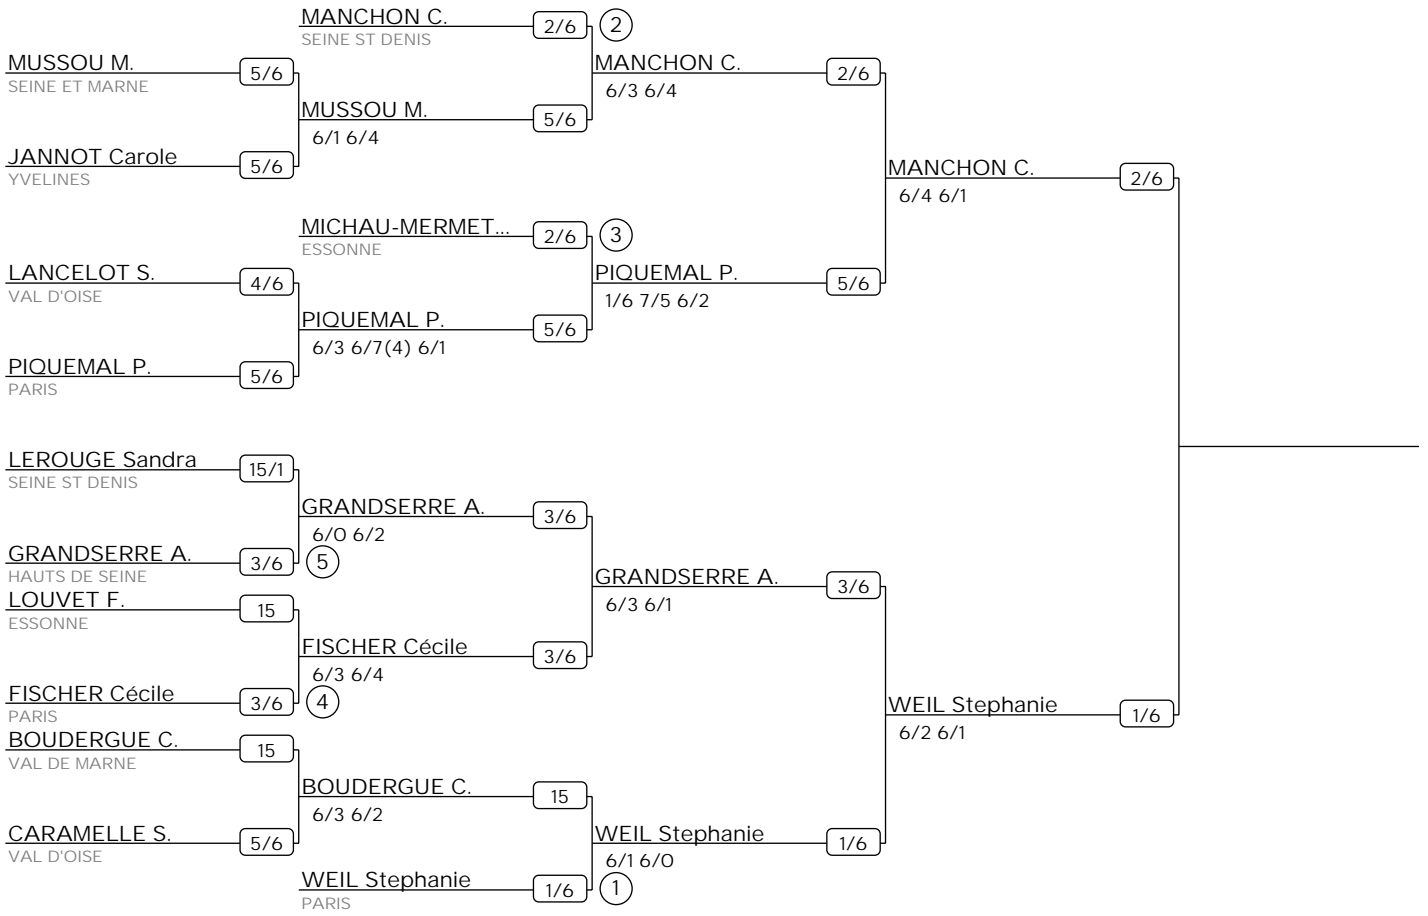 MANCHON C.
2/6
2
SEINE ST DENIS
MUSSOU M.
5/6
SEINE ET MARNE
MANCHON C.
2/6
6/3 6/4
MUSSOU M.
5/6
6/1 6/4
JANNOT Carole
5/6
YVELINES
MANCHON C.
2/6
6/4 6/1
MICHAU-MERMET...
2/6
3
ESSONNE
LANCELOT S.
4/6
VAL D'OISE
PIQUEMAL P.
5/6
1/6 7/5 6/2
PIQUEMAL P.
5/6
6/3 6/7(4) 6/1
PIQUEMAL P.
5/6
PARIS
LEROUGE Sandra
15/1
SEINE ST DENIS
GRANDSERRE A.
3/6
6/0 6/2
GRANDSERRE A.
3/6
5
HAUTS DE SEINE
GRANDSERRE A.
3/6
6/3 6/1
LOUVET F.
15
ESSONNE
FISCHER Cécile
3/6
6/3 6/4
FISCHER Cécile
3/6
4
PARIS
WEIL Stephanie
1/6
6/2 6/1
BOUDERGUE C.
15
VAL DE MARNE
BOUDERGUE C.
15
6/3 6/2
CARAMELLE S.
5/6
VAL D'OISE
WEIL Stephanie
1/6
6/1 6/0
WEIL Stephanie
1/6
1
PARIS